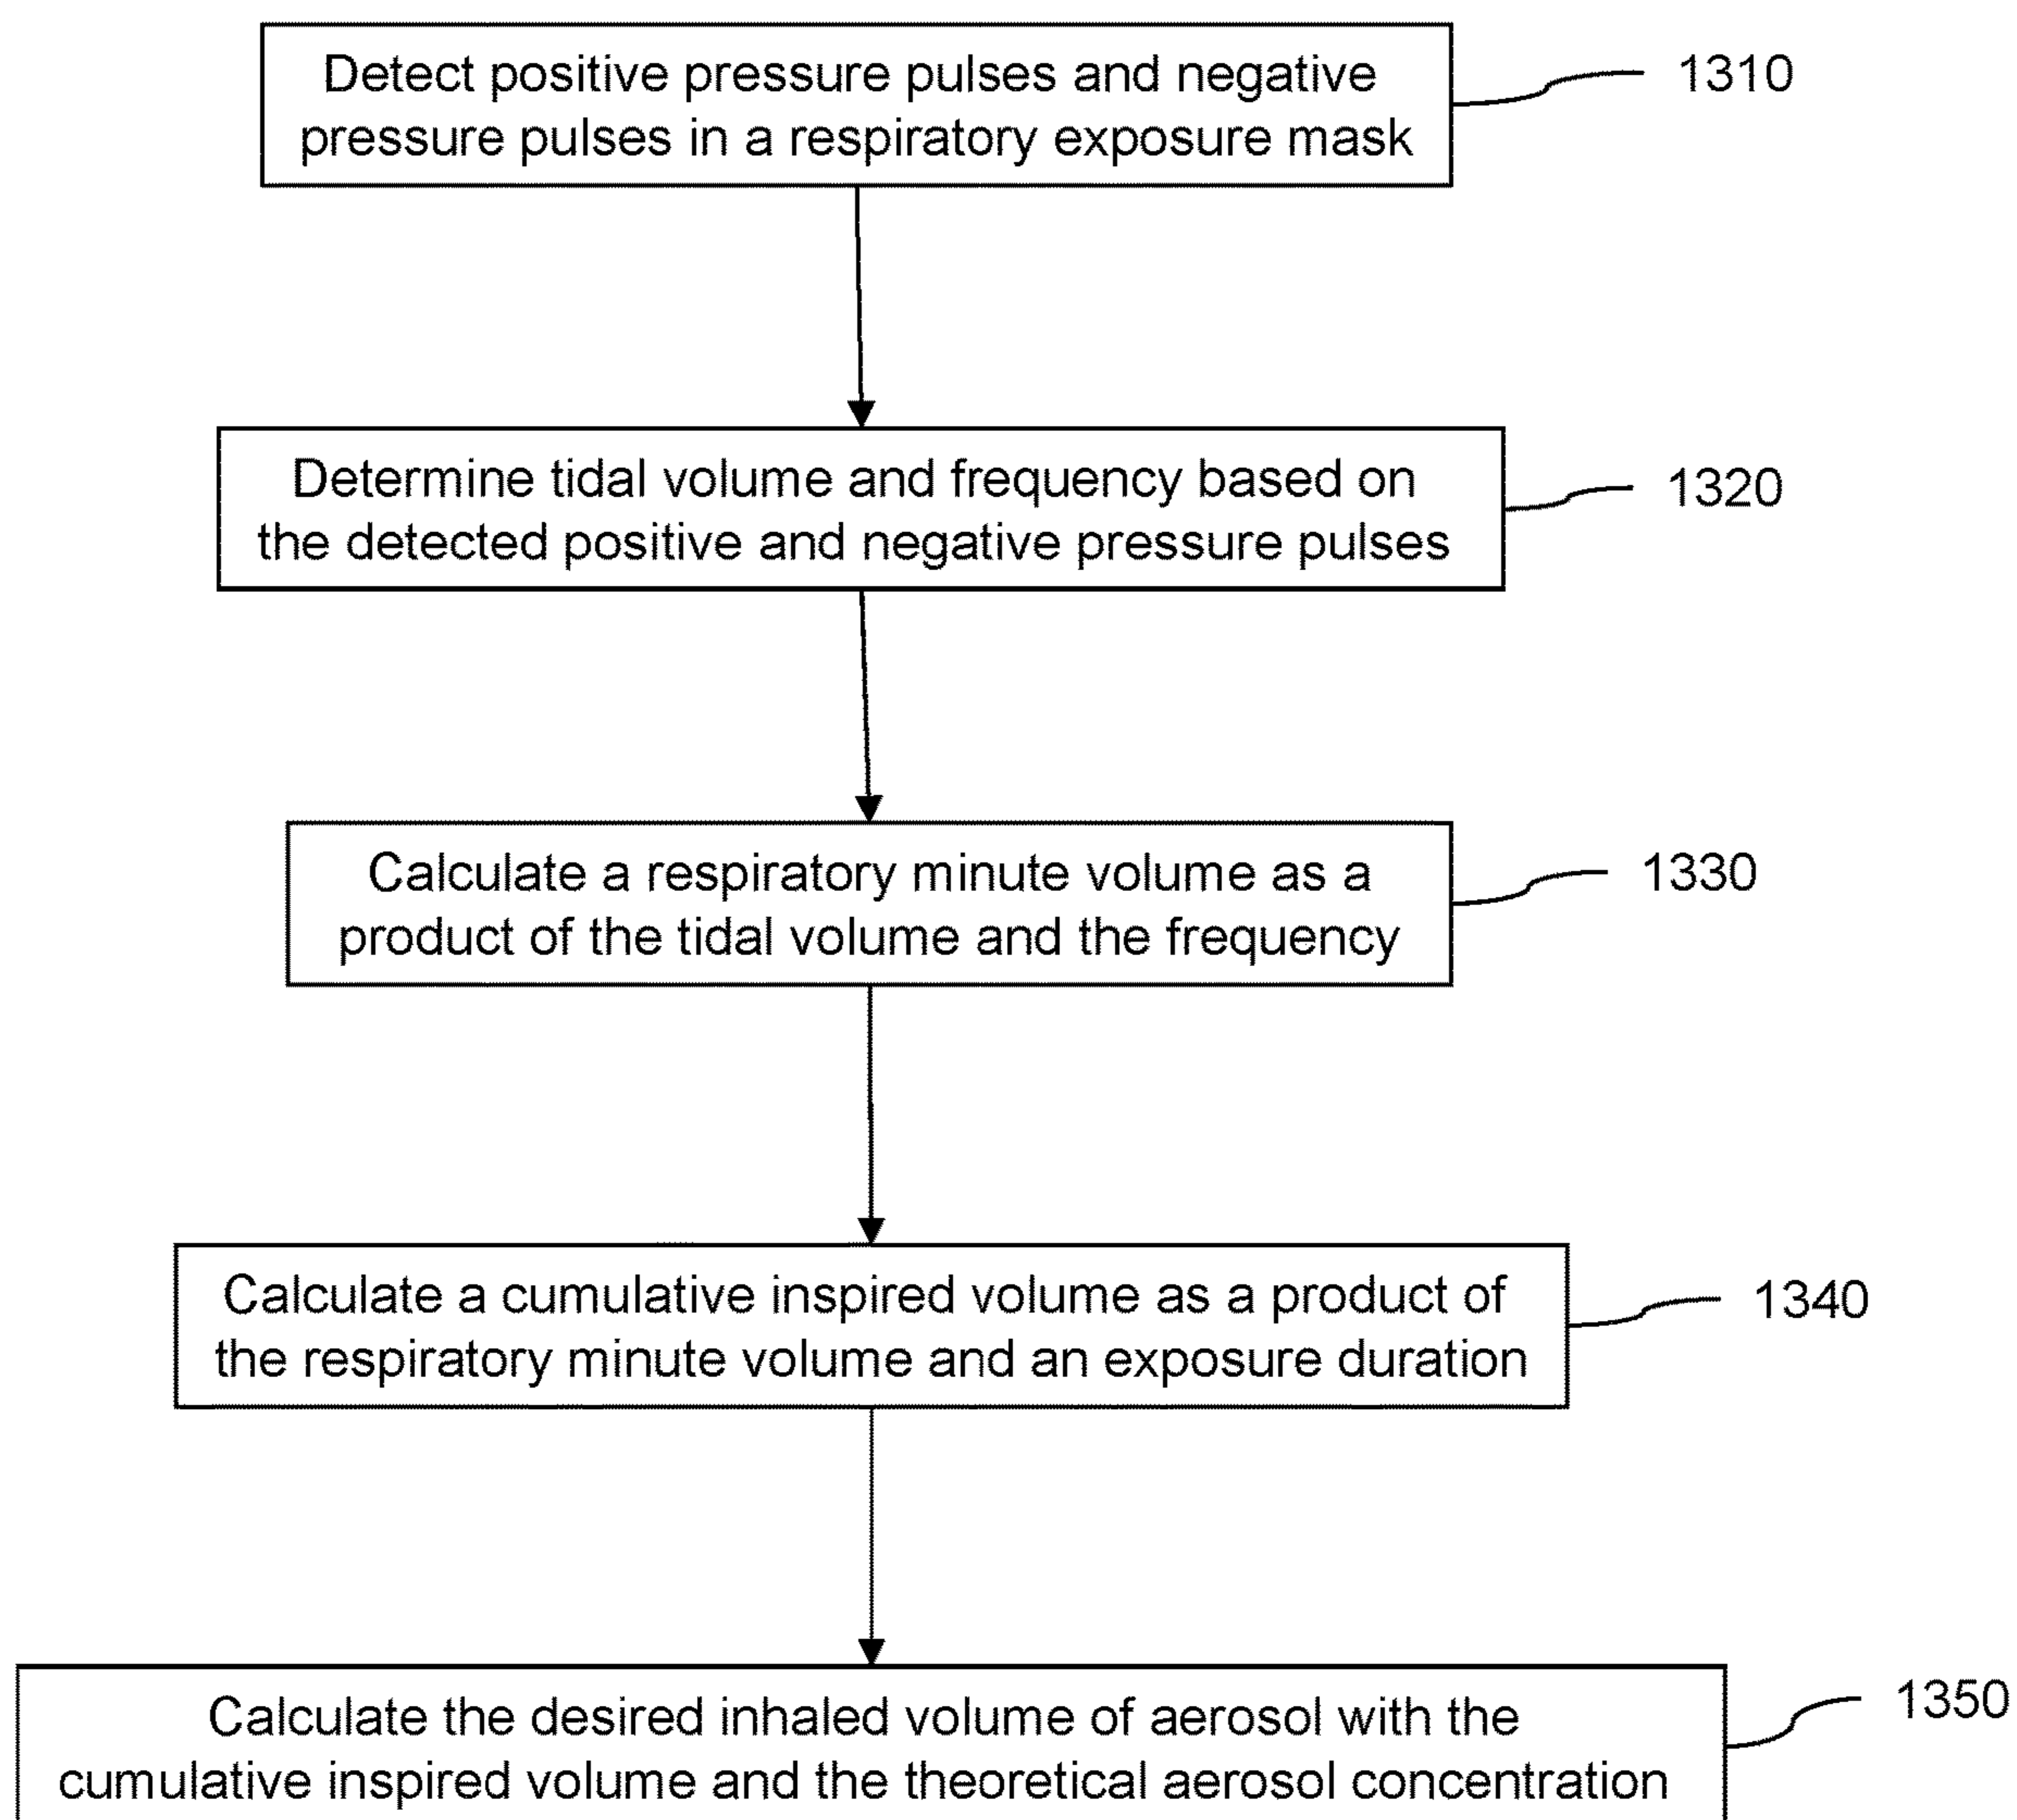 Detect positive pressure pulses and negative
pressure pulses in a respiratory exposure mask
1310
Determine tidal volume and frequency based on
the detected positive and negative pressure pulses
1320
Calculate a respiratory minute volume as a
product of the tidal volume and the frequency
1330
Calculate a cumulative inspired volume as a product of
the respiratory minute volume and an exposure duration
1340
Calculate the desired inhaled volume of aerosol with the
cumulative inspired volume and the theoretical aerosol concentration
1350